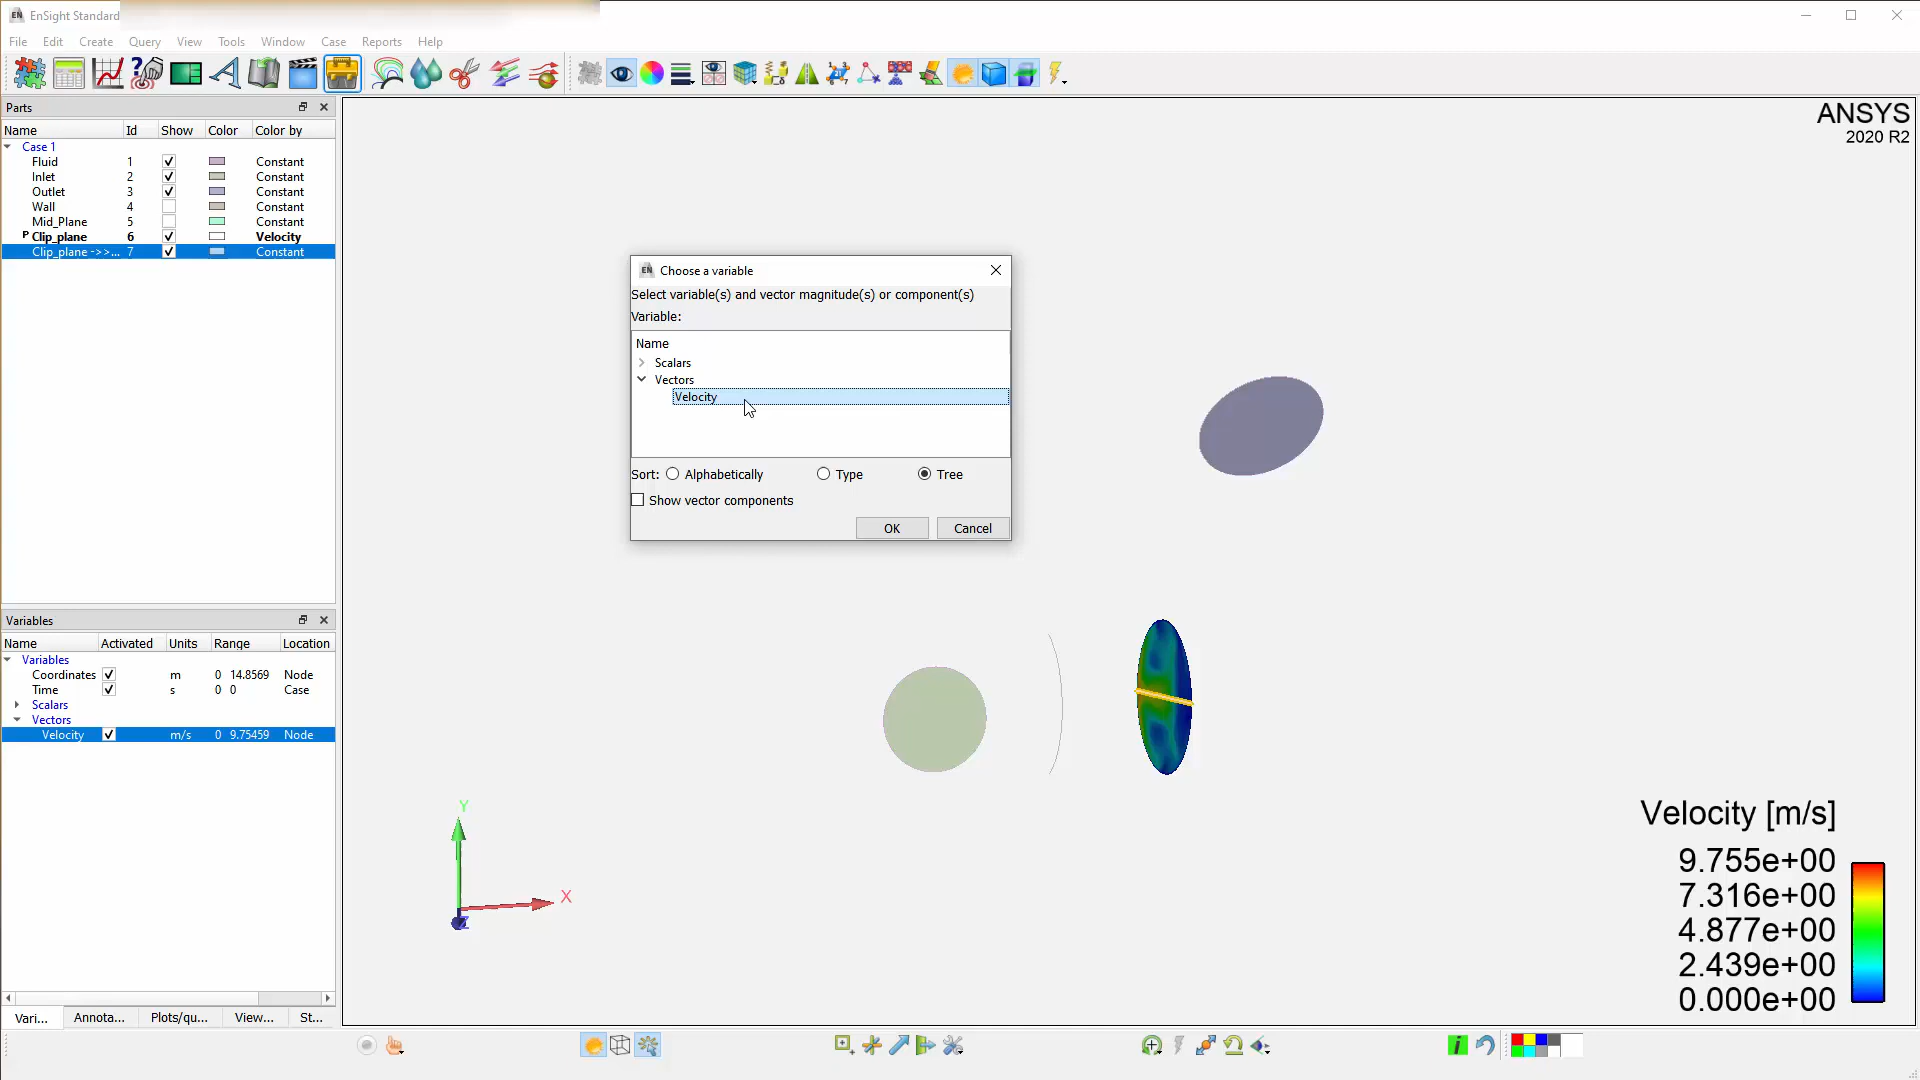 EnSight Standard
File Edit Create Query View Tools Window Case Reports Help
Parts
Name Id Show Color Color by
Case 1
Fluid 1 Constant
Inlet 2 Constant
Outlet 3 Constant
Wall 4 Constant
Mid_Plane 5 Constant
P Clip_plane 6 Velocity
Clip_plane ->>... 7 Constant
ANSYS
2020 R2
EN Choose a variable
Select variable(s) and vector magnitude(s) or component(s)
Variable:
Name
Scalars
Vectors
Velocity
Sort: Alphabetically Type Tree
Show vector components
OK Cancel
Variables
Name Activated Units Range Location
Variables
Coordinates m 0 14.8569 Node
Time s 0 0 Case
Scalars
Vectors
Velocity m/s 0 9.75459 Node
Y
X
Z
Velocity [m/s]
9.755e+00
7.316e+00
4.877e+00
2.439e+00
0.000e+00
Vari... Annota... Plots/qu... View... St...